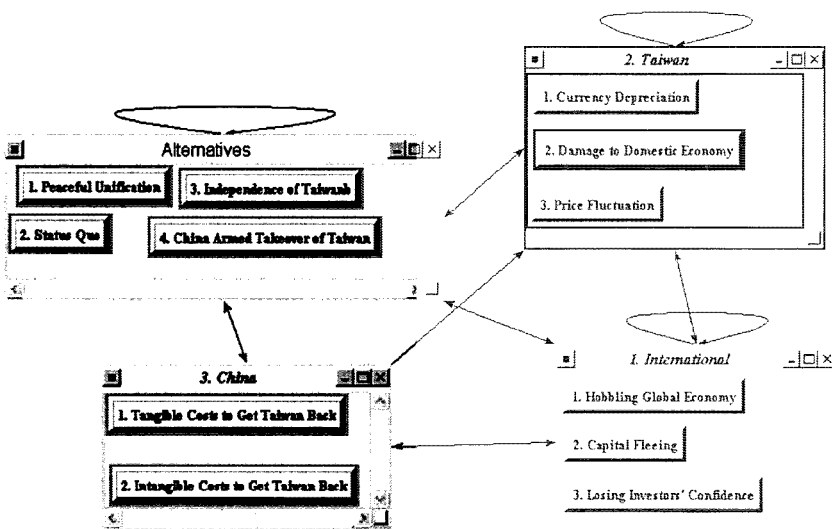 2. Taiwan
1. Currency Depreciation
2. Damage to Domestic Economy
3. Price Fluctuation
Alternatives
1. Peaceful Unification
3. Independence of Taiwanb
2. Status Quo
4. China Armed Takeover of Taiwan
3. China
1. Tangible Costs to Get Taiwan Back
2. Intangible Costs to Get Taiwan Back
1. International
1. Hobbling Global Economy
2. Capital Fleeing
3. Losing Investors' Confidence